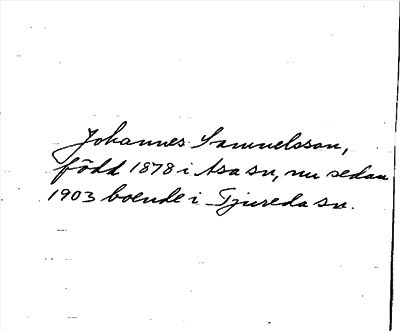 Johannes Samuelsson,
född 1878 i Asa sn, nu sedan
1903 boende i Tjureda sn.